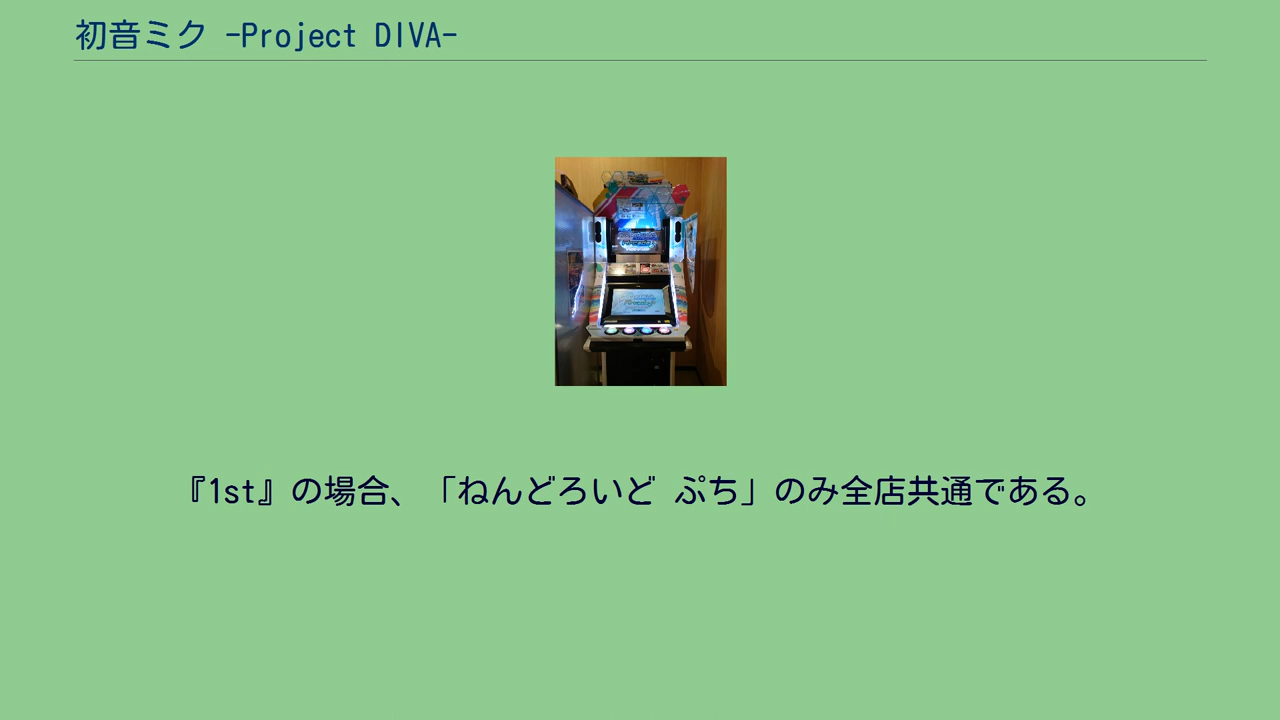 初音ミク -Project DIVA-
『1st』の場合、「ねんどろいど ぷち」のみ全店共通である。